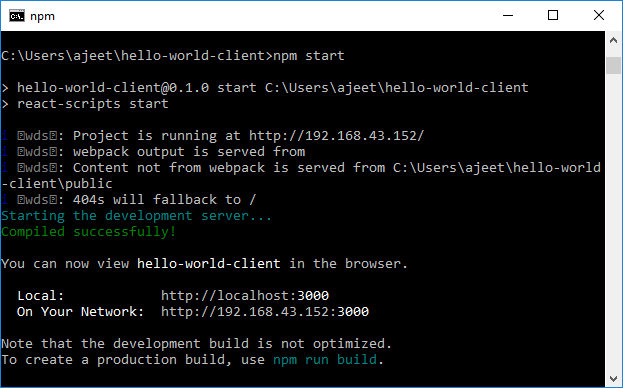 npm
C:\Users\ajeet\hello-world-client>npm start
> hello-world-client@0.1.0 start C:\Users\ajeet\hello-world-client
> react-scripts start
i ⍰wds⍰: Project is running at http://192.168.43.152/
i ⍰wds⍰: webpack output is served from
i ⍰wds⍰: Content not from webpack is served from C:\Users\ajeet\hello-world
-client\public
i ⍰wds⍰: 404s will fallback to /
Starting the development server...
Compiled successfully!
You can now view hello-world-client in the browser.
Local: http://localhost:3000
On Your Network: http://192.168.43.152:3000
Note that the development build is not optimized.
To create a production build, use npm run build.